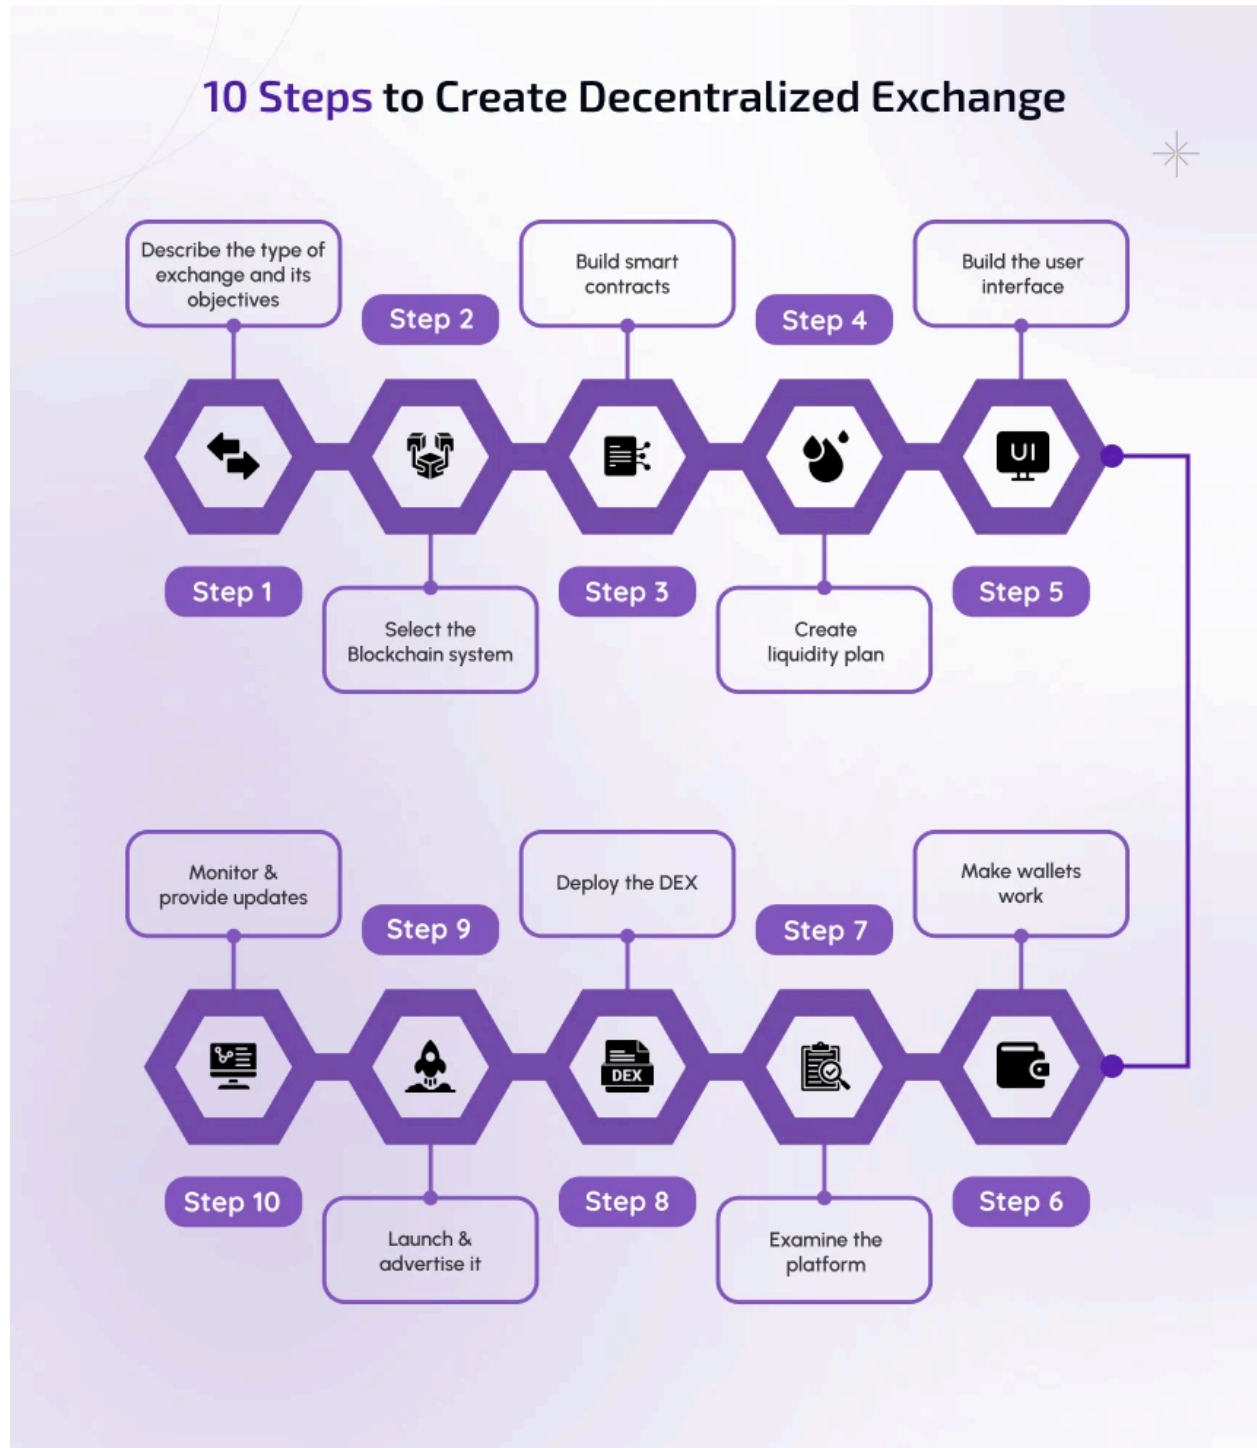 10 Steps to Create Decentralized Exchange
Describe the type of
exchange and its
objectives
Step 1
Step 2
Select the
Blockchain system
Build smart
contracts
Step 3
Step 4
Create
liquidity plan
Build the user
interface
UI
Step 5
Make wallets
work
Step 6
Step 7
Examine the
platform
Deploy the DEX
DEX
Step 8
Step 9
Launch &
advertise it
Monitor &
provide updates
Step 10